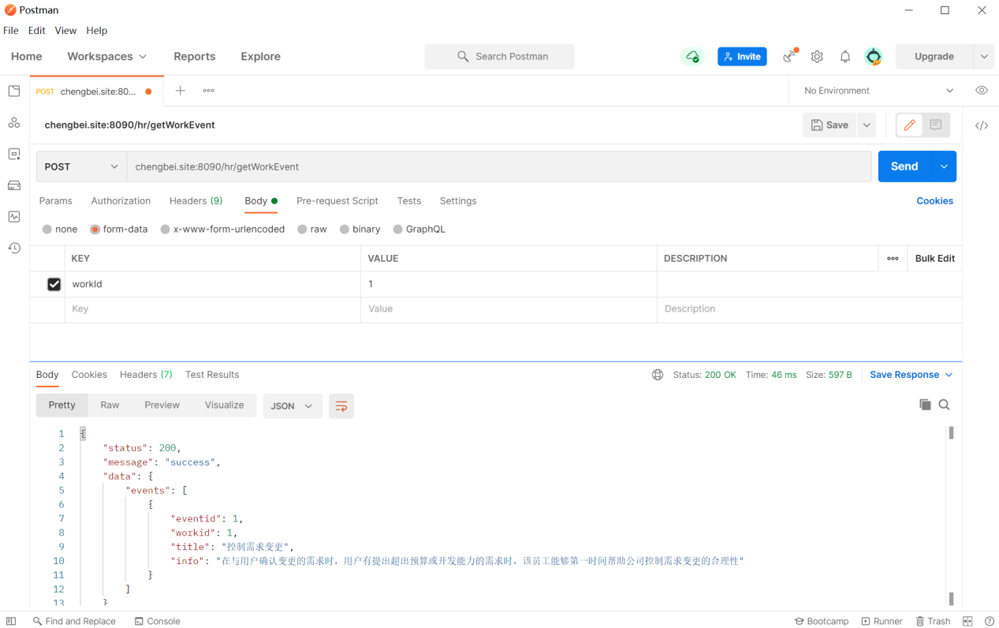 Postman
File Edit View Help
Home Workspaces Reports Explore Search Postman Invite Upgrade
POST chengbei.site:80... No Environment
chengbei.site:8090/hr/getWorkEvent Save
POST chengbei.site:8090/hr/getWorkEvent Send
Params Authorization Headers (9) Body Pre-request Script Tests Settings Cookies
none form-data x-www-form-urlencoded raw binary GraphQL
KEY VALUE DESCRIPTION Bulk Edit
workId 1
Key Value Description
Body Cookies Headers (7) Test Results Status: 200 OK Time: 46 ms Size: 597 B Save Response
Pretty Raw Preview Visualize JSON
1 {
2 "status": 200,
3 "message": "success",
4 "data": {
5 "events": [
6 {
7 "eventid": 1,
8 "workid": 1,
9 "title": "控制需求变更",
10 "info": "在与用户确认变更的需求时，用户有提出超出预算或开发能力的需求时，该员工能够第一时间帮助公司控制需求变更的合理性"
11 }
12 ]
13 }
Find and Replace Console Bootcamp Runner Trash